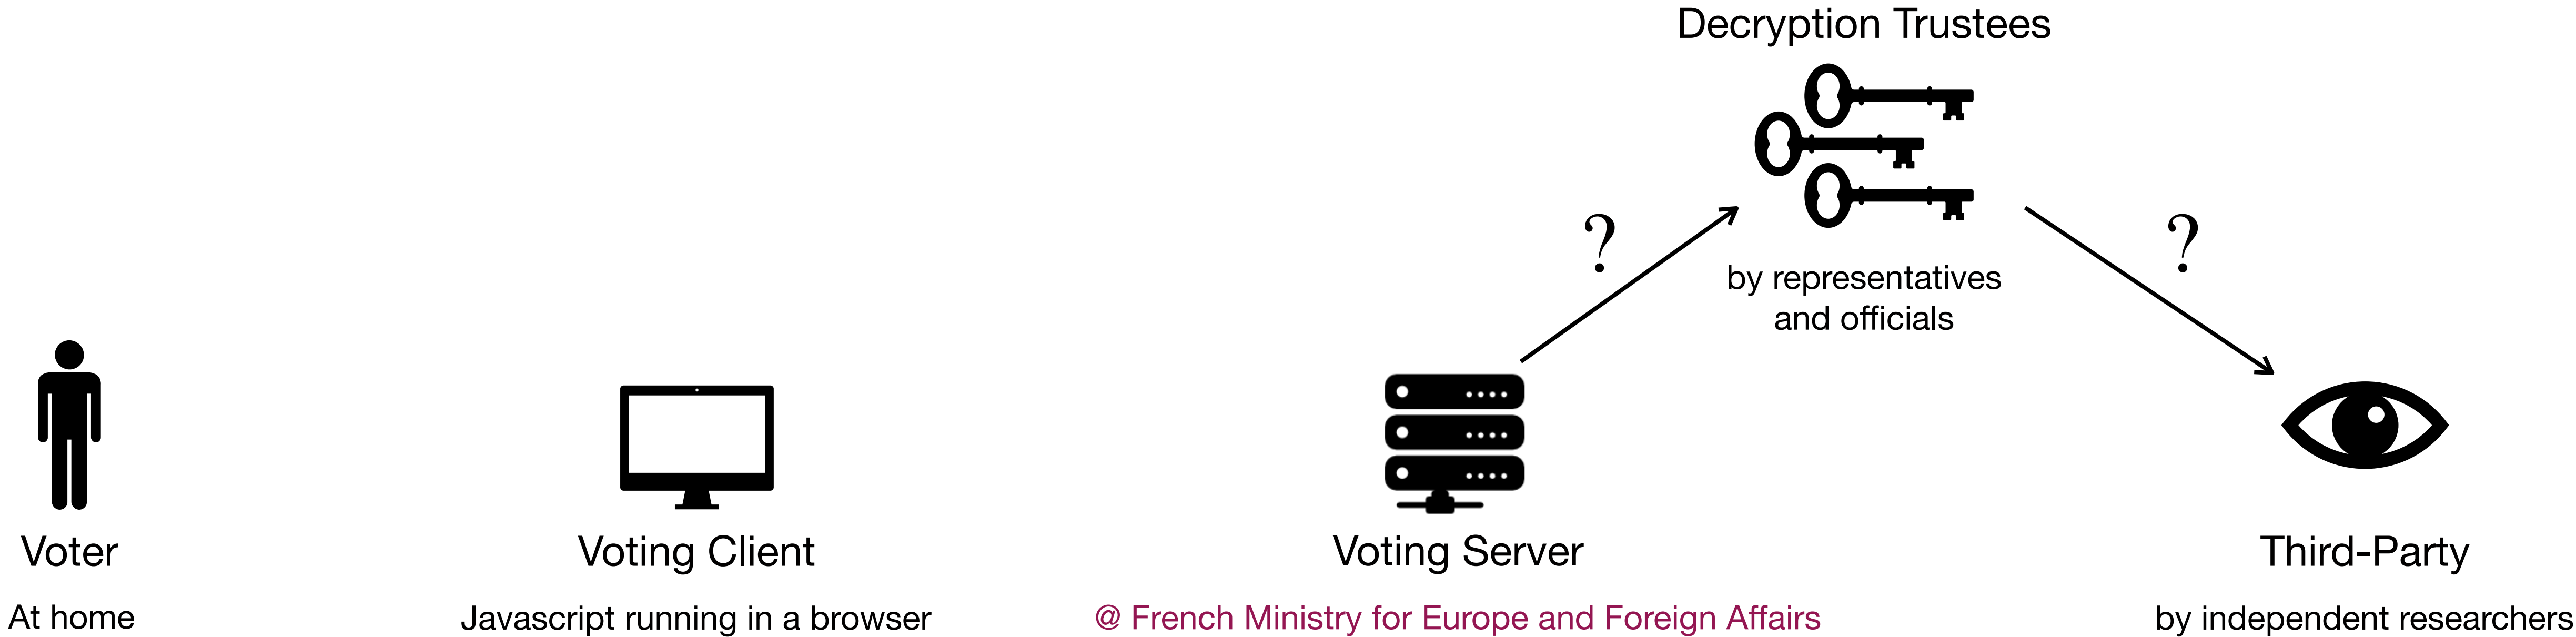 Decryption Trustees
?
?
by representatives
and officials
Voter
Voting Client
Voting Server
Third-Party
At home
Javascript running in a browser
@ French Ministry for Europe and Foreign Affairs
by independent researchers